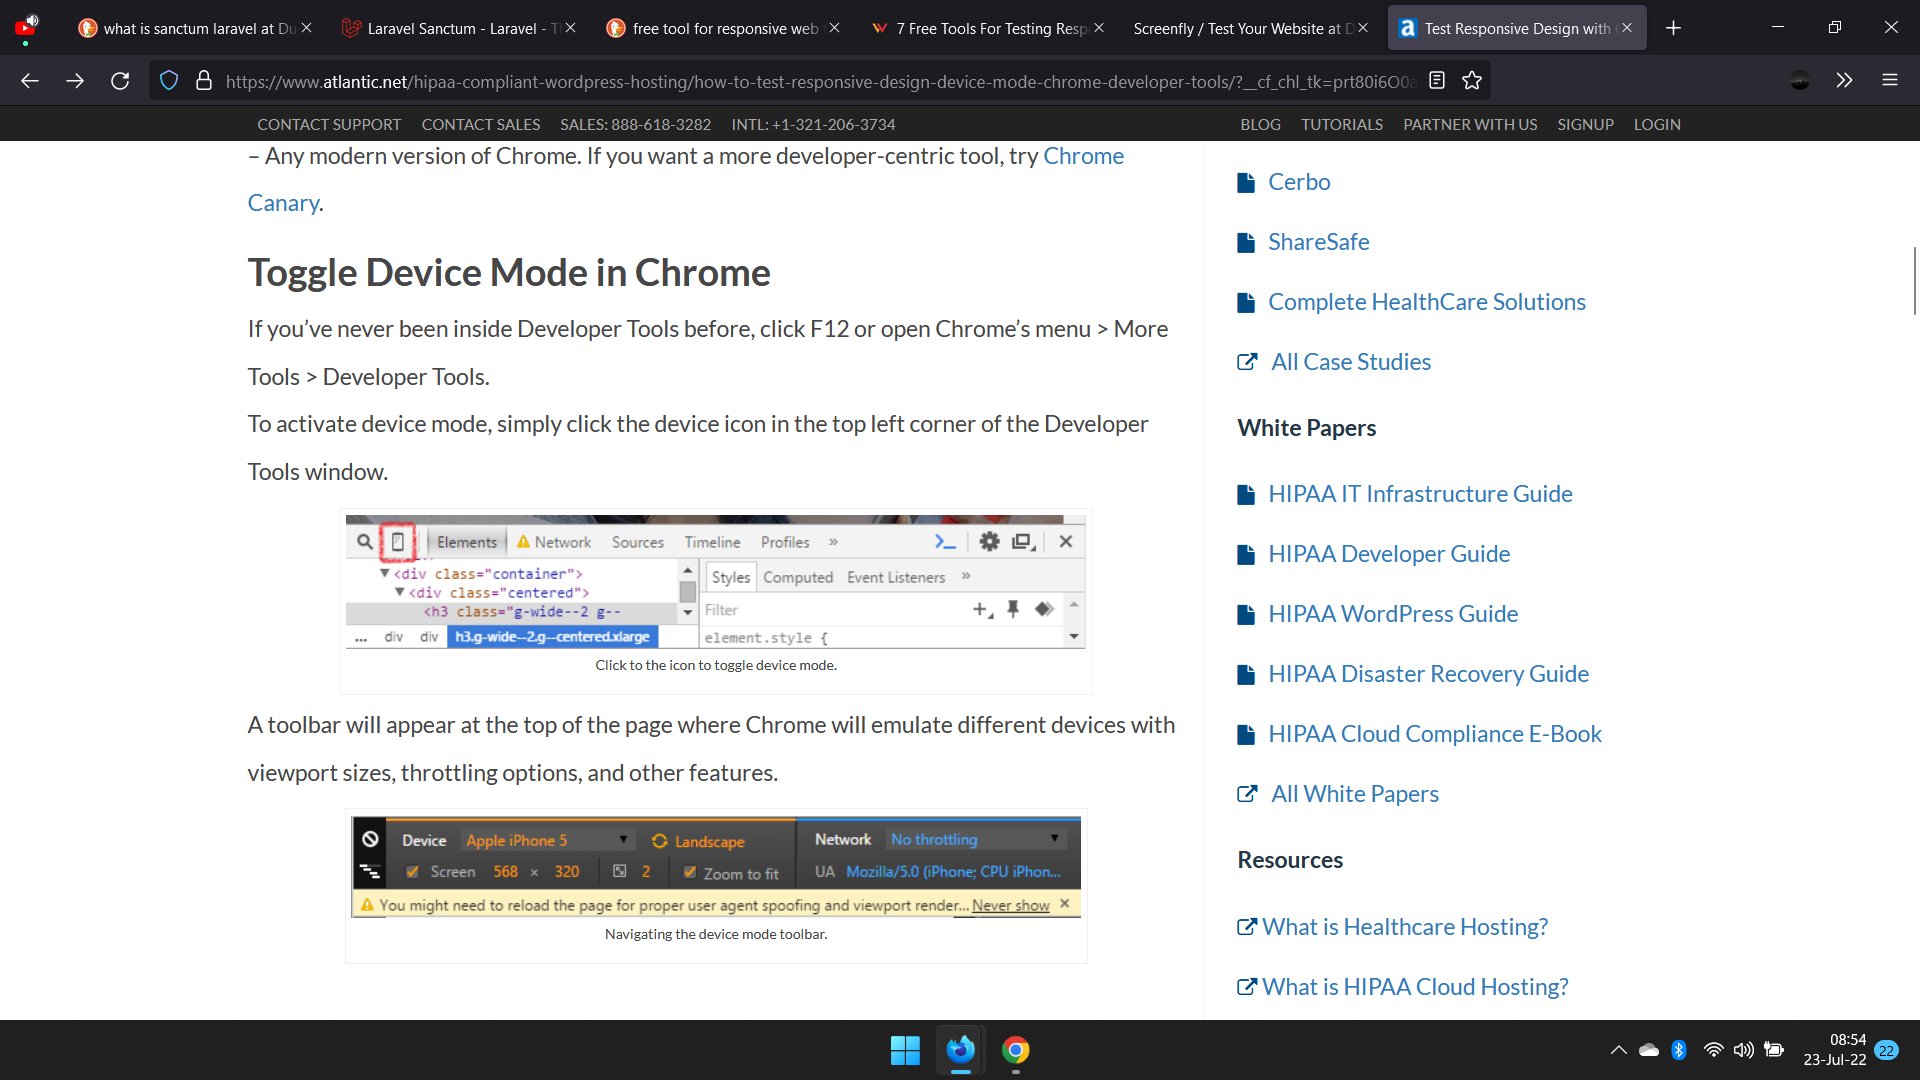 what is sanctum laravel at Du
Laravel Sanctum - Laravel - Th
free tool for responsive web
7 Free Tools For Testing Resp
Screenfly / Test Your Website at D
Test Responsive Design with
https://www.atlantic.net/hipaa-compliant-wordpress-hosting/how-to-test-responsive-design-device-mode-chrome-developer-tools/?__cf_chl_tk=prt80i6O0a
CONTACT SUPPORT CONTACT SALES SALES: 888-618-3282 INTL: +1-321-206-3734
BLOG TUTORIALS PARTNER WITH US SIGNUP LOGIN
– Any modern version of Chrome. If you want a more developer-centric tool, try Chrome
Canary.
Toggle Device Mode in Chrome
If you’ve never been inside Developer Tools before, click F12 or open Chrome’s menu > More
Tools > Developer Tools.
To activate device mode, simply click the device icon in the top left corner of the Developer
Tools window.
Elements Network Sources Timeline Profiles »
<div class="container">
<div class="centered">
<h3 class="g-wide--2 g--
... div div h3.g-wide--2.g--centered.xlarge
Styles Computed Event Listeners »
Filter
element.style {
Click to the icon to toggle device mode.
A toolbar will appear at the top of the page where Chrome will emulate different devices with
viewport sizes, throttling options, and other features.
Device Apple iPhone 5 Landscape Network No throttling
Screen 568 × 320 2 Zoom to fit UA Mozilla/5.0 (iPhone; CPU iPhon...
You might need to reload the page for proper user agent spoofing and viewport render... Never show ×
Navigating the device mode toolbar.
Cerbo
ShareSafe
Complete HealthCare Solutions
All Case Studies
White Papers
HIPAA IT Infrastructure Guide
HIPAA Developer Guide
HIPAA WordPress Guide
HIPAA Disaster Recovery Guide
HIPAA Cloud Compliance E-Book
All White Papers
Resources
What is Healthcare Hosting?
What is HIPAA Cloud Hosting?
08:54
23-Jul-22
22